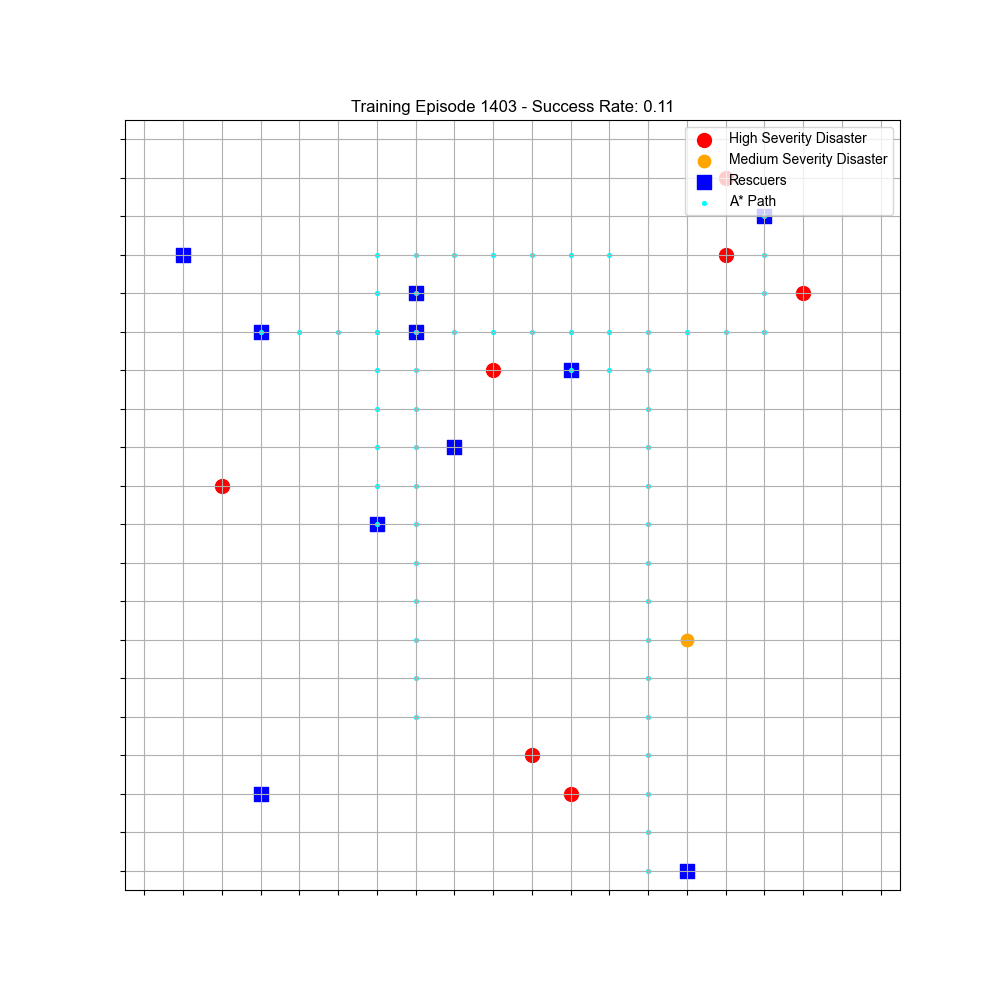 Training Episode 1403 - Success Rate: 0.11
High Severity Disaster
Medium Severity Disaster
Rescuers
A* Path